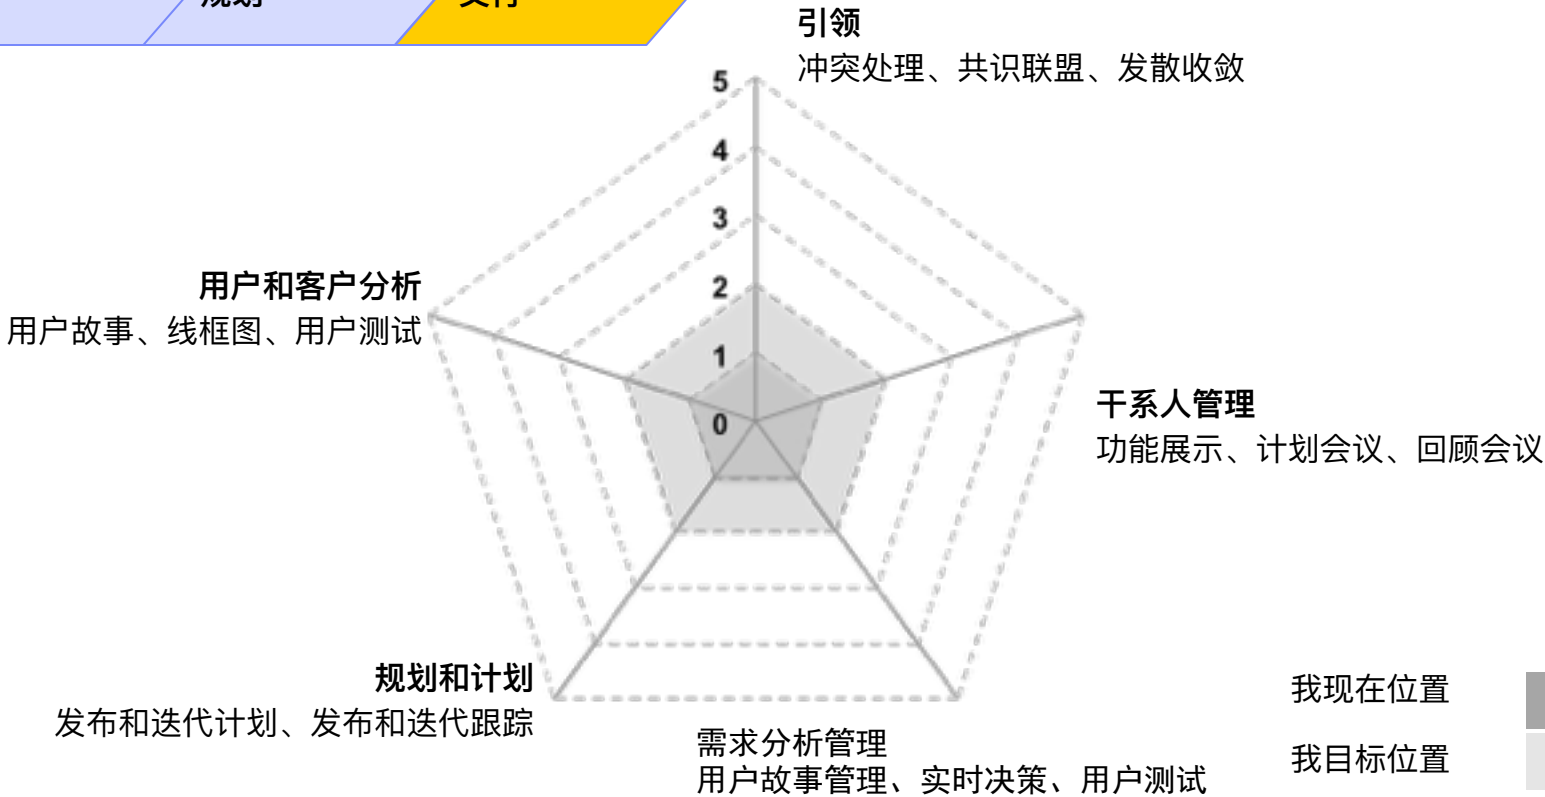 规划
交付
引领
冲突处理、共识联盟、发散收敛
5
4
3
2
1
0
用户和客户分析
用户故事、线框图、用户测试
干系人管理
功能展示、计划会议、回顾会议
规划和计划
发布和迭代计划、发布和迭代跟踪
需求分析管理
用户故事管理、实时决策、用户测试
我现在位置
我目标位置